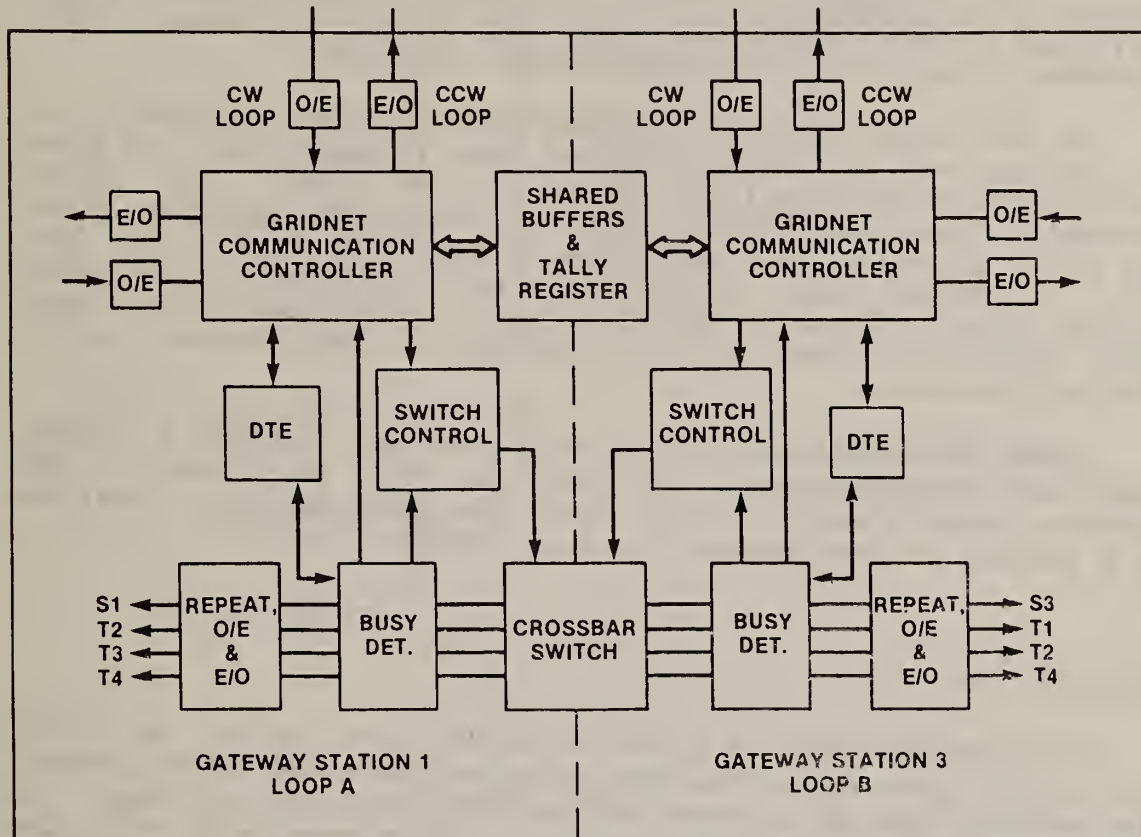 CW
LOOP
O/E
E/O
CCW
LOOP
CW
LOOP
O/E
E/O
CCW
LOOP
E/O
O/E
GRIDNET
COMMUNICATION
CONTROLLER
SHARED
BUFFERS
&
TALLY
REGISTER
GRIDNET
COMMUNICATION
CONTROLLER
O/E
E/O
DTE
SWITCH
CONTROL
SWITCH
CONTROL
DTE
S1
T2
T3
T4
REPEAT,
O/E
&
E/O
BUSY
DET.
CROSSBAR
SWITCH
BUSY
DET.
REPEAT,
O/E
&
E/O
S3
T1
T2
T4
GATEWAY STATION 1
LOOP A
GATEWAY STATION 3
LOOP B